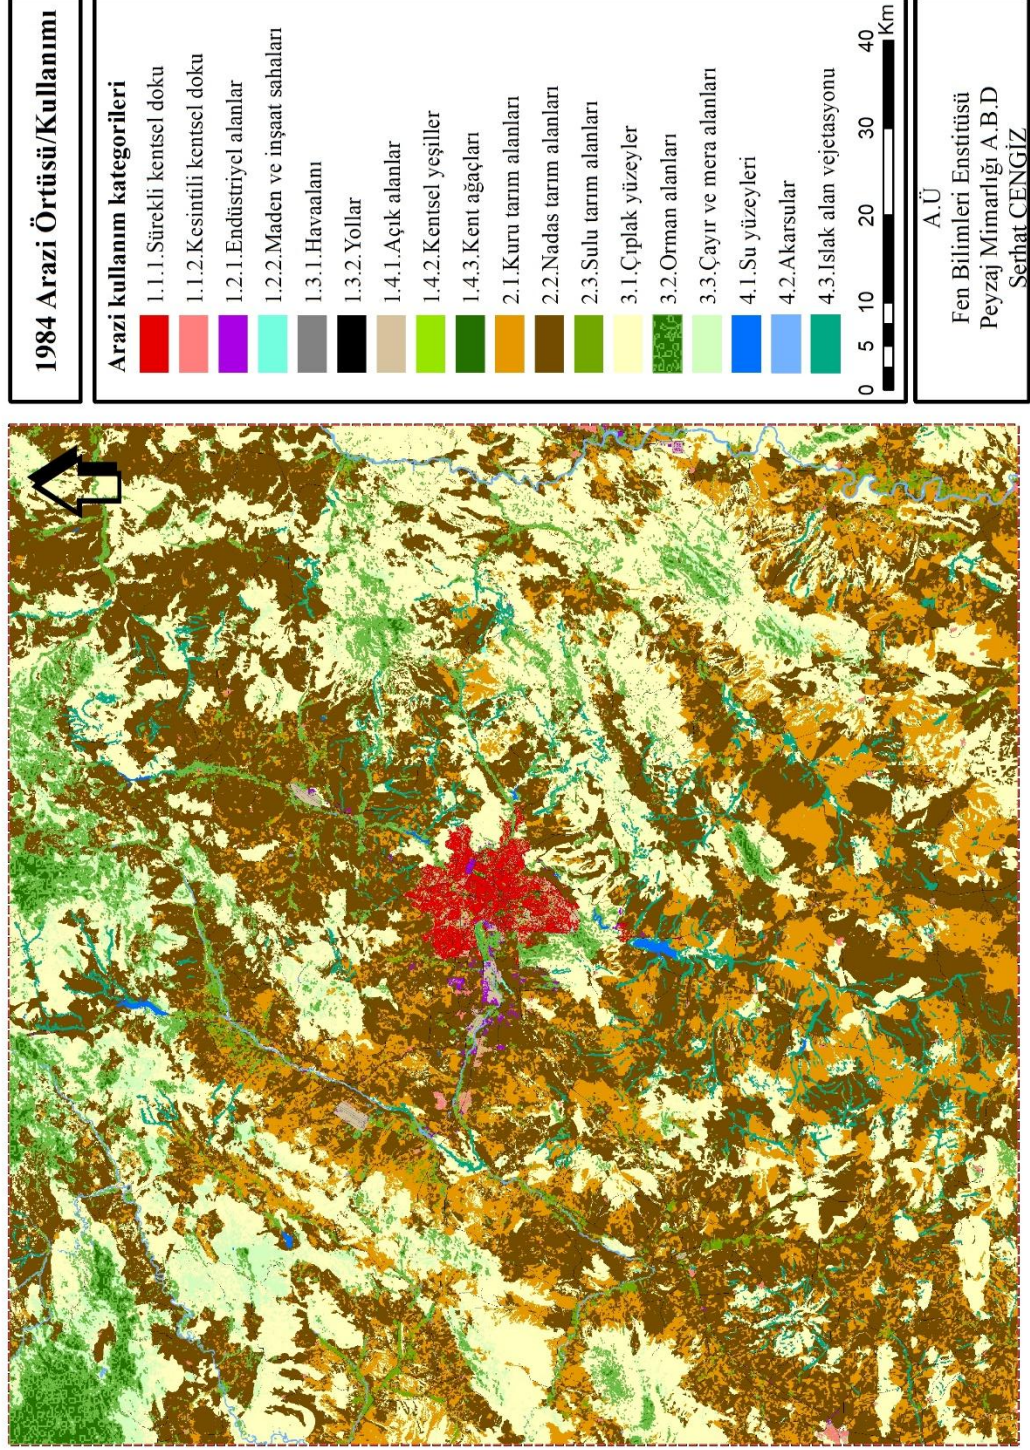 1984 Arazi Örtüsü/Kullanımı
Arazi kullanım kategorileri
1.1.1.Sürekli kentsel doku
1.1.2.Kesintili kentsel doku
1.2.1.Endüstriyel alanlar
1.2.2.Maden ve inşaat sahaları
1.3.1.Havaalanı
1.3.2.Yollar
1.4.1.Açık alanlar
1.4.2.Kentsel yeşiller
1.4.3.Kent ağaçları
2.1.Kuru tarım alanları
2.2.Nadas tarım alanları
2.3.Sulu tarım alanları
3.1.Çıplak yüzeyler
3.2.Orman alanları
3.3.Çayır ve mera alanları
4.1.Su yüzeyleri
4.2.Akarsular
4.3.Islak alan vejetasyonu
0 5 10 20 30 40
Km
A.Ü
Fen Bilimleri Enstitüsü
Peyzaj Mimarlığı A.B.D
Serhat CENGİZ